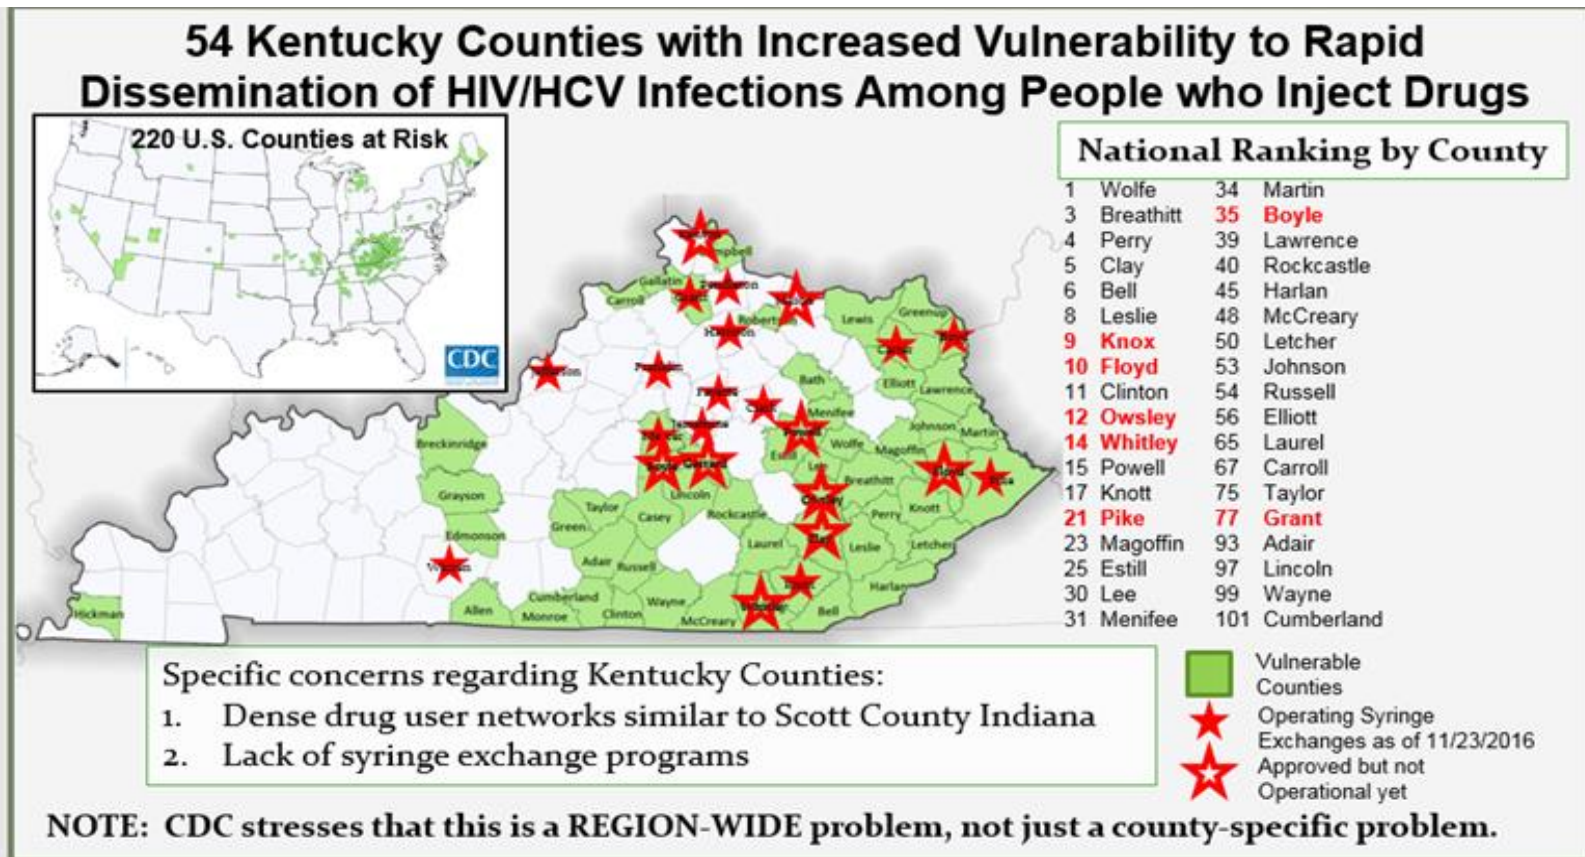 54 Kentucky Counties with Increased Vulnerability to Rapid
Dissemination of HIV/HCV Infections Among People who Inject Drugs
220 U.S. Counties at Risk
CDC
National Ranking by County
1 Wolfe 34 Martin
3 Breathitt 35 Boyle
4 Perry 39 Lawrence
5 Clay 40 Rockcastle
6 Bell 45 Harlan
8 Leslie 48 McCreary
9 Knox 50 Letcher
10 Floyd 53 Johnson
11 Clinton 54 Russell
12 Owsley 56 Elliott
14 Whitley 65 Laurel
15 Powell 67 Carroll
17 Knott 75 Taylor
21 Pike 77 Grant
23 Magoffin 93 Adair
25 Estill 97 Lincoln
30 Lee 99 Wayne
31 Menifee 101 Cumberland
Gallatin
Carroll
Lewis
Greenup
Bath
Elliott
Lawrence
Menifee
Breckinridge
Johnson
Martin
Wolfe
Magoffin
Floyd
Boyle
Lee
Breathitt
Grayson
Lincoln
Taylor
Casey
Rockcastle
Perry
Knott
Green
Edmonson
Laurel
Leslie
Letcher
Adair
Russell
Harlan
Cumberland
Wayne
Hickman
Allen
Monroe
Clinton
McCreary
Bell
Specific concerns regarding Kentucky Counties:
1. Dense drug user networks similar to Scott County Indiana
2. Lack of syringe exchange programs
Vulnerable
Counties
Operating Syringe
Exchanges as of 11/23/2016
Approved but not
Operational yet
NOTE: CDC stresses that this is a REGION-WIDE problem, not just a county-specific problem.